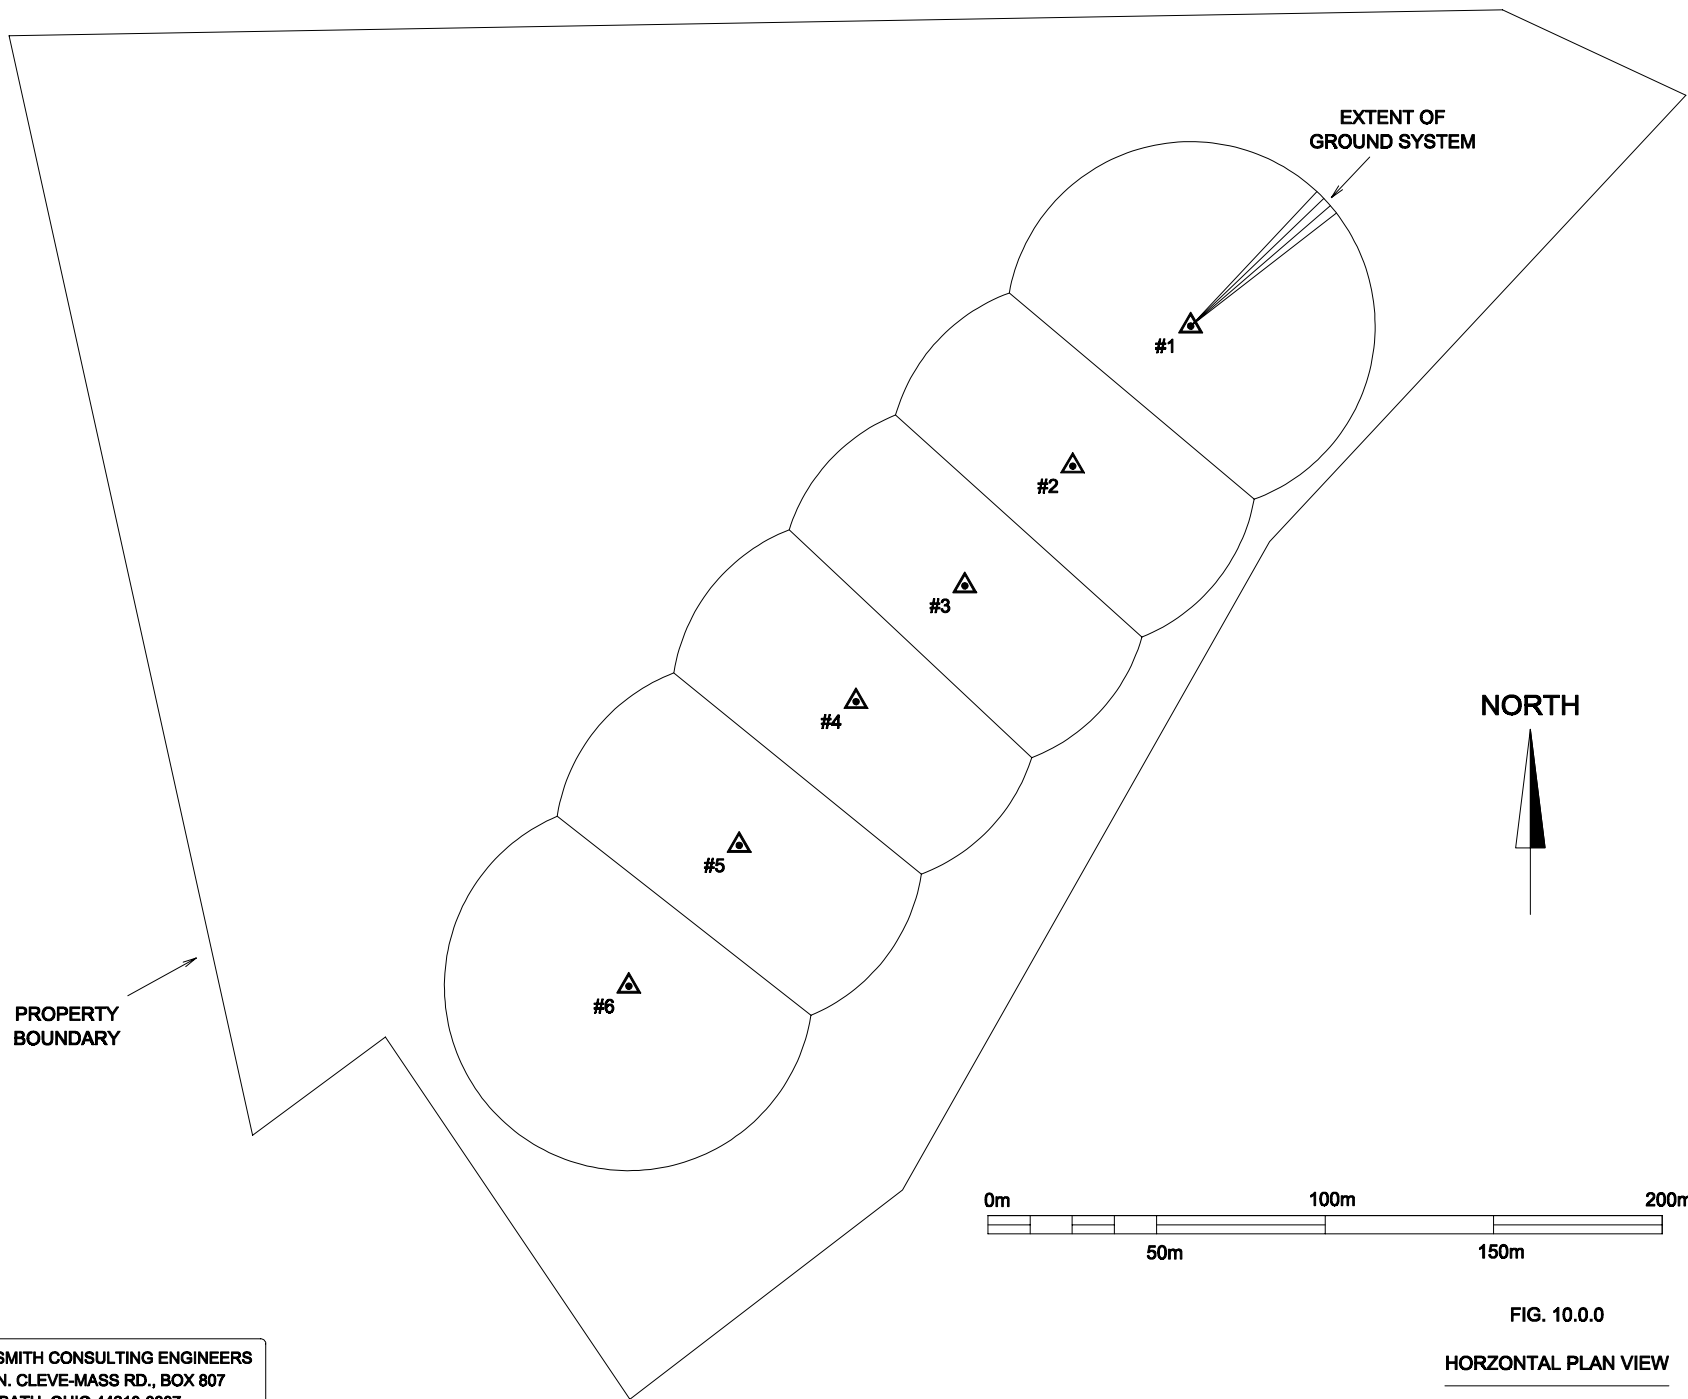 EXTENT OF
GROUND SYSTEM
#1
#2
#3
#4
#5
#6
NORTH
PROPERTY
BOUNDARY
0m 100m 200m
50m 150m
FIG. 10.0.0
HORZONTAL PLAN VIEW
SMITH CONSULTING ENGINEERS
N. CLEVE-MASS RD., BOX 807